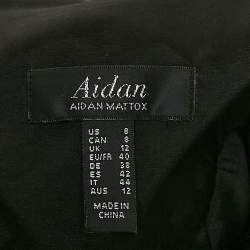 Aidan
AIDAN MATTOX
US 8
CAN 8
UK 12
EU/FR 40
DE 38
ES 42
IT 44
AUS 12
MADE IN
CHINA